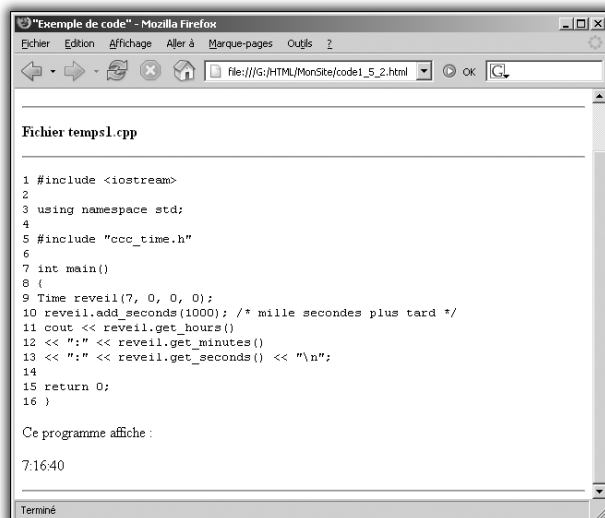 "Exemple de code" - Mozilla Firefox
Fichier Edition Affichage Aller à Marque-pages Outils ?
file:///G:/HTML/MonSite/code1_5_2.html OK G
Fichier temps1.cpp
1 #include <iostream>
2
3 using namespace std;
4
5 #include "ccc_time.h"
6
7 int main()
8 {
9 Time reveil(7, 0, 0, 0);
10 reveil.add_seconds(1000); /* mille secondes plus tard */
11 cout << reveil.get_hours()
12 << ":" << reveil.get_minutes()
13 << ":" << reveil.get_seconds() << "\n";
14
15 return 0;
16 }
Ce programme affiche :
7:16:40
Terminé